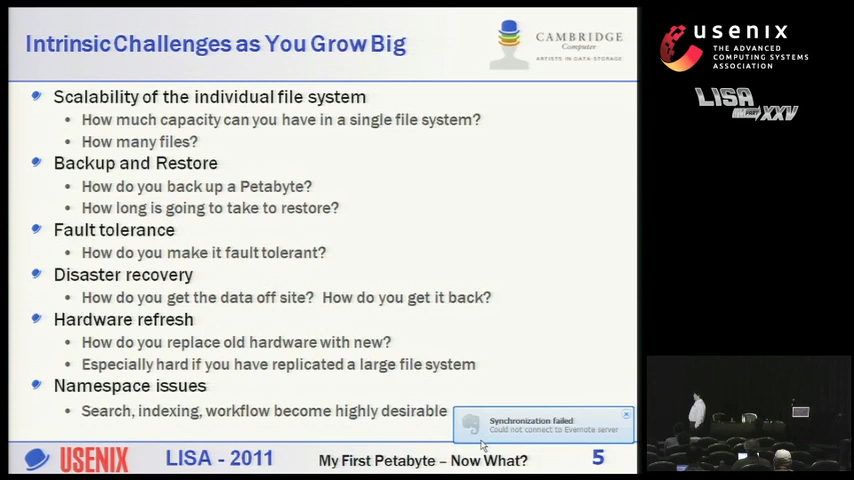 Intrinsic Challenges as You Grow Big
CAMBRIDGE
Computer
ARTISTS IN DATA STORAGE
Scalability of the individual file system
How much capacity can you have in a single file system?
How many files?
Backup and Restore
How do you back up a Petabyte?
How long is going to take to restore?
Fault tolerance
How do you make it fault tolerant?
Disaster recovery
How do you get the data off site? How do you get it back?
Hardware refresh
How do you replace old hardware with new?
Especially hard if you have replicated a large file system
Namespace issues
Search, indexing, workflow become highly desirable
Synchronization failed
Could not connect to Evernote server
USENIX
LISA - 2011
My First Petabyte – Now What?
5
usenix
THE ADVANCED
COMPUTING SYSTEMS
ASSOCIATION
LISA
XXV